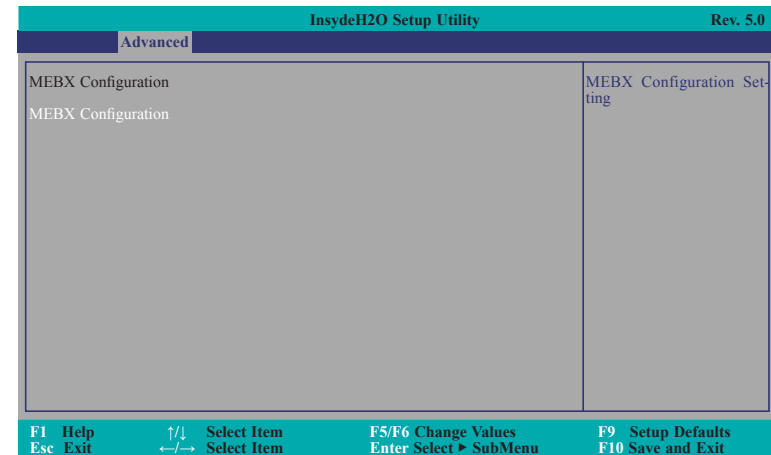 InsydeH2O Setup Utility Rev. 5.0
Advanced
MEBX Configuration
MEBX Configuration
MEBX Configuration Set-
ting
F1 Help ↑/↓ Select Item F5/F6 Change Values F9 Setup Defaults
Esc Exit ←/→ Select Item Enter Select ► SubMenu F10 Save and Exit